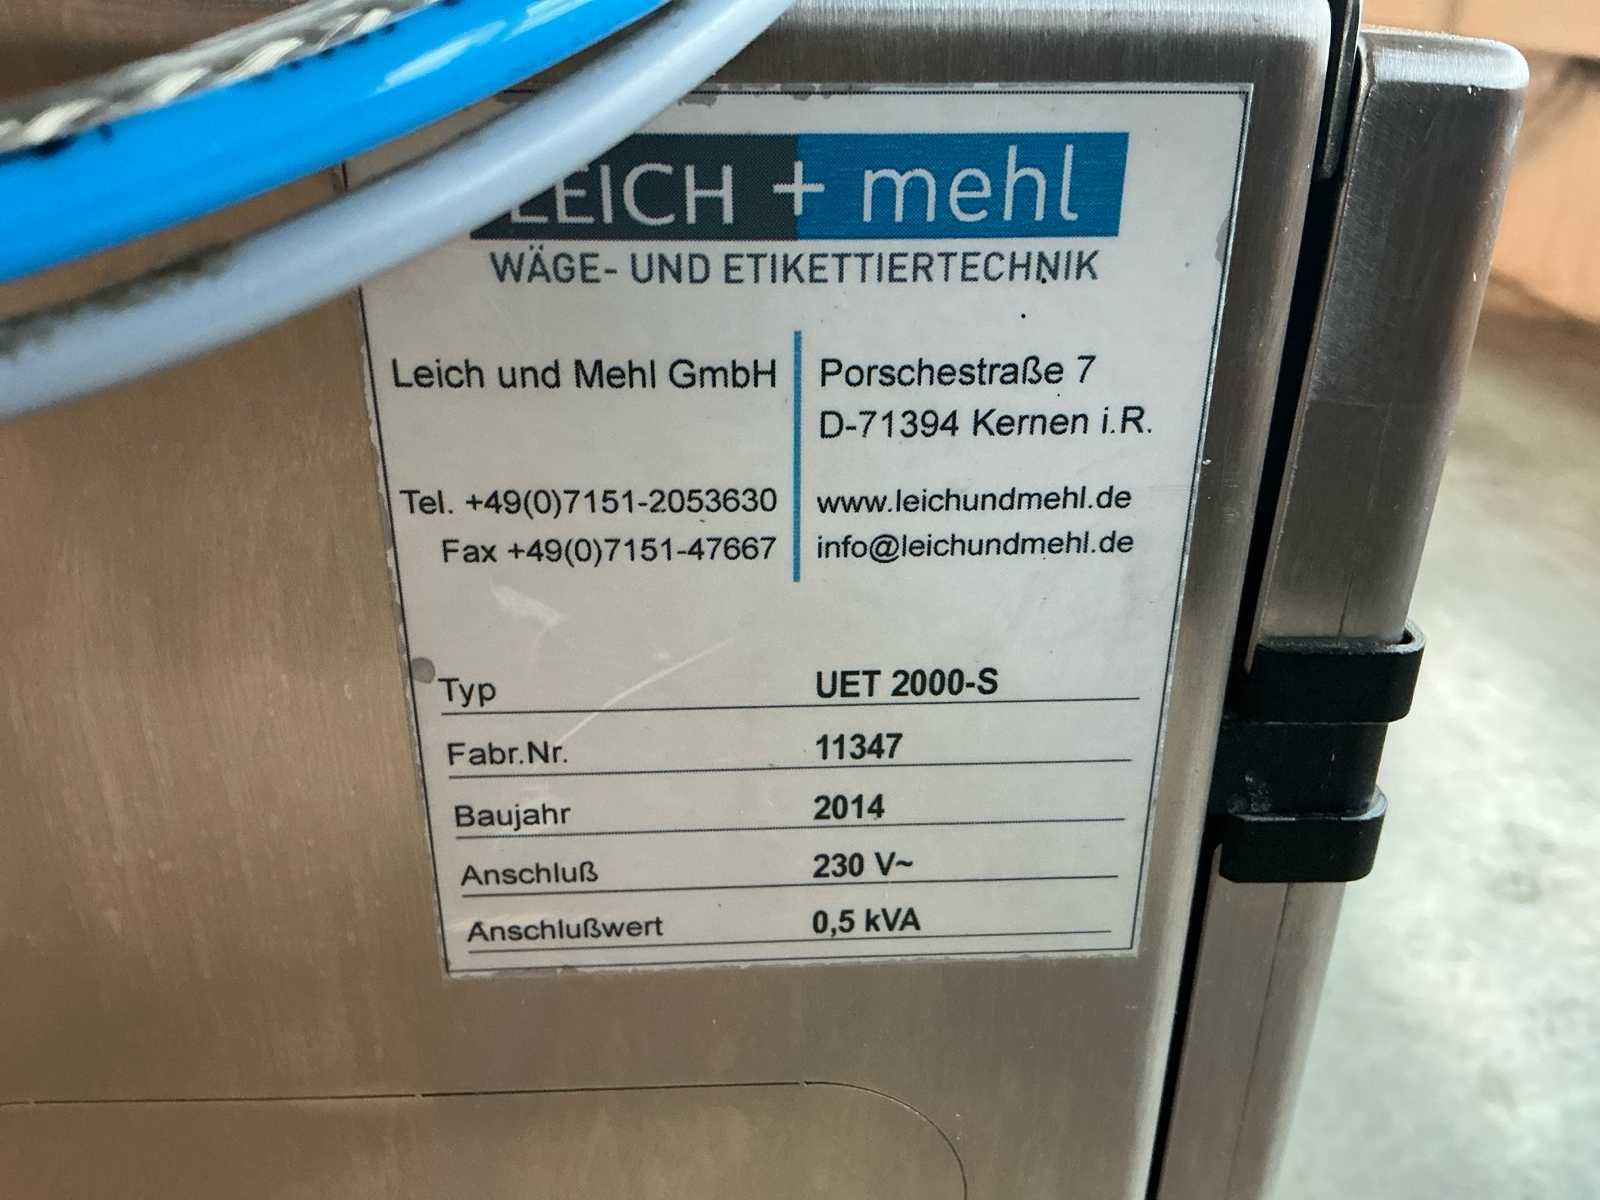 LEICH + mehl
WÄGE- UND ETIKETTIERTECHNIK
Leich und Mehl GmbH
Porschestraße 7
D-71394 Kernen i.R.
Tel. +49(0)7151-2053630
Fax +49(0)7151-47667
www.leichundmehl.de
info@leichundmehl.de
Typ UET 2000-S
Fabr.Nr. 11347
Baujahr 2014
Anschluß 230 V~
Anschlußwert 0,5 kVA